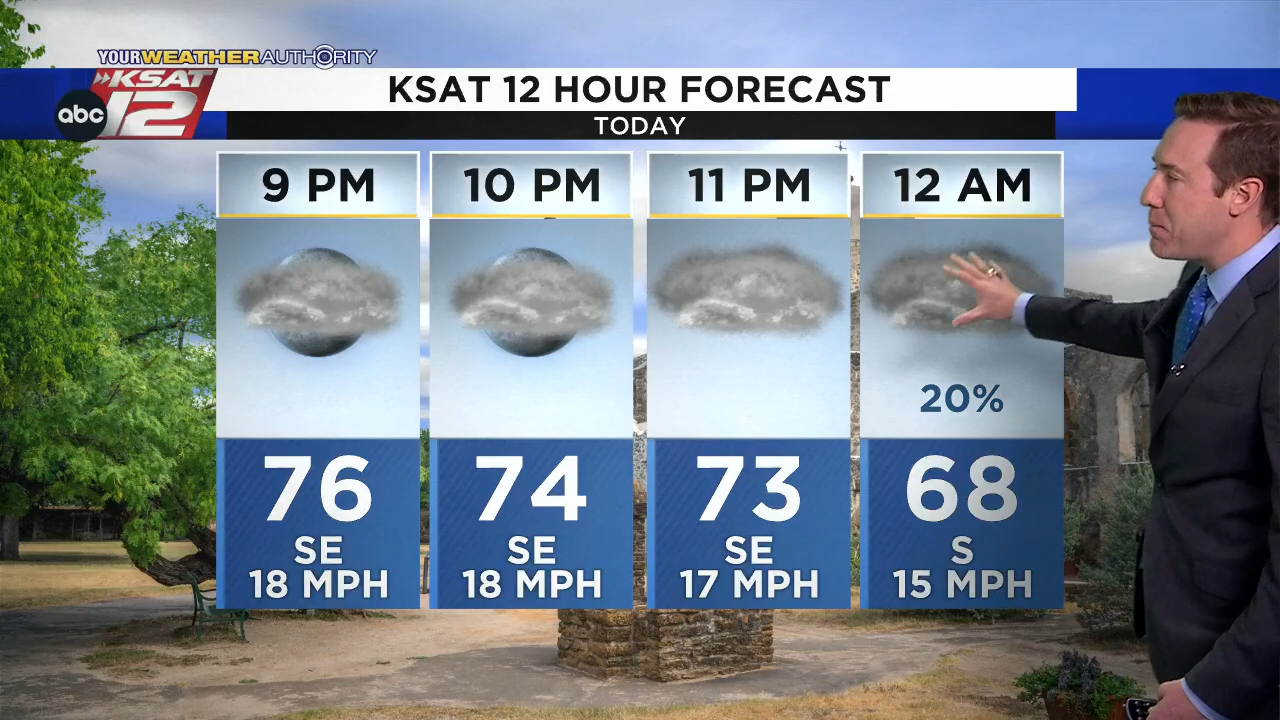 YOURWEATHERAUTHORITY
KSAT
abc 12
KSAT 12 HOUR FORECAST
TODAY
9 PM 10 PM 11 PM 12 AM
20%
76 74 73 68
SE SE SE S
18 MPH 18 MPH 17 MPH 15 MPH